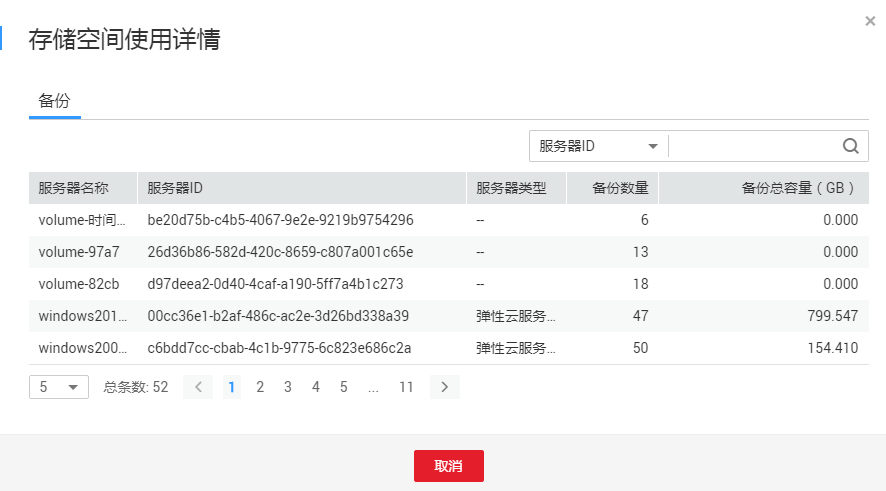 存储空间使用详情
备份
服务器ID
服务器名称 服务器ID 服务器类型 备份数量 备份总容量（GB）
volume-时间... be20d75b-c4b5-4067-9e2e-9219b9754296 -- 6 0.000
volume-97a7 26d36b86-582d-420c-8659-c807a001c65e -- 13 0.000
volume-82cb d97deea2-0d40-4caf-a190-5ff7a4b1c273 -- 18 0.000
windows201... 00cc36e1-b2af-486c-ac2e-3d26bd338a39 弹性云服务... 47 799.547
windows200... c6bdd7cc-cbab-4c1b-9775-6c823e686c2a 弹性云服务... 50 154.410
5 总条数: 52 < 1 2 3 4 5 ... 11 >
取消